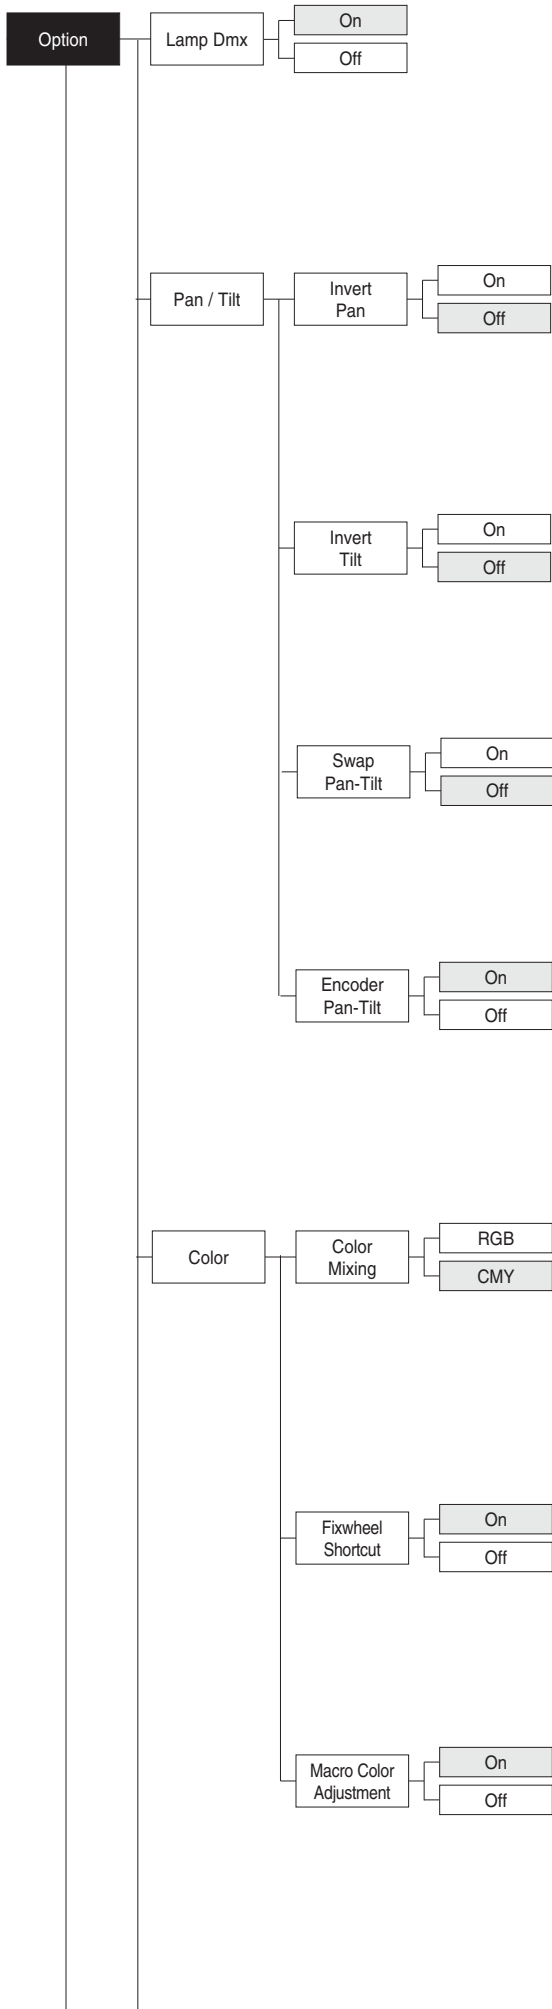 Option
Lamp Dmx
On
Off
Pan / Tilt
Invert
Pan
On
Off
Invert
Tilt
On
Off
Swap
Pan-Tilt
On
Off
Encoder
Pan-Tilt
On
Off
Color
Color
Mixing
RGB
CMY
Fixwheel
Shortcut
On
Off
Macro Color
Adjustment
On
Off